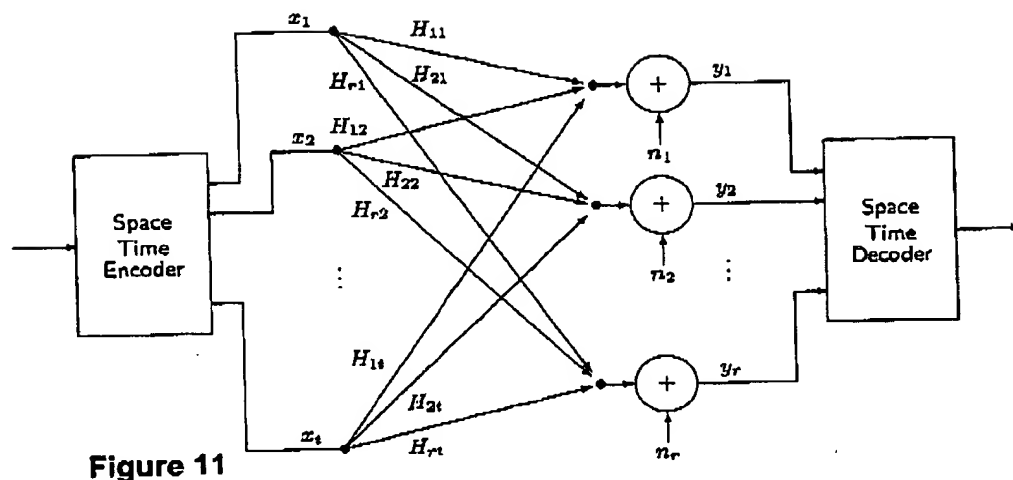 x₁
H₁₁
H₂₁
Hᵣ₁
+
y₁
n₁
x₂
H₁₂
H₂₂
Hᵣ₂
+
y₂
n₂
Space
Time
Encoder
Space
Time
Decoder
⋮
⋮
H₁ₜ
H₂ₜ
Hᵣₜ
xₜ
+
yᵣ
nᵣ
Figure 11